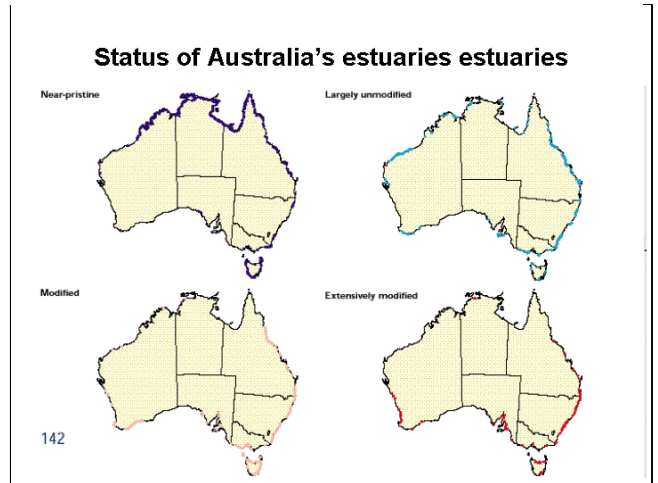 Status of Australia's estuaries estuaries
Near-pristine
Largely unmodified
Modified
Extensively modified
142